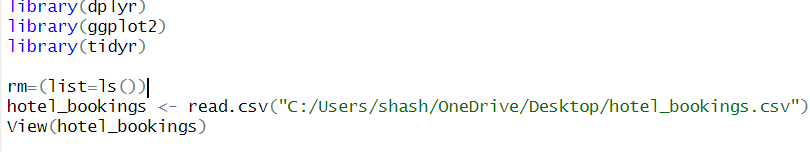 library(dplyr)
library(ggplot2)
library(tidyr)
rm=(list=ls())
hotel_bookings <- read.csv("C:/Users/shash/OneDrive/Desktop/hotel_bookings.csv")
View(hotel_bookings)